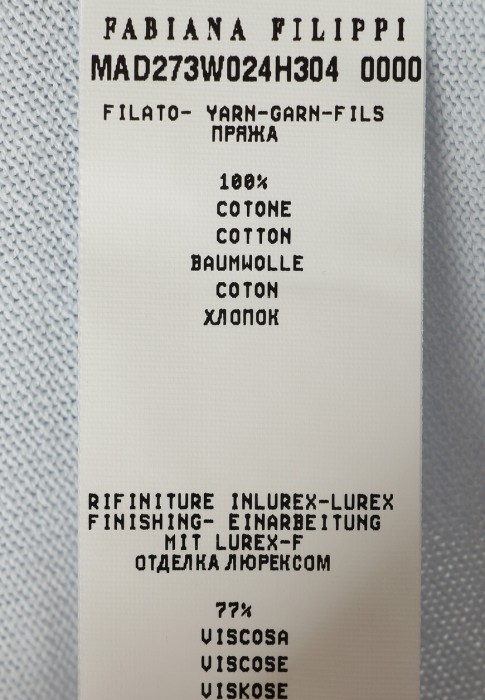 FABIANA FILIPPI
MAD273W024H304 0000
FILATO- YARN-GARN-FILS
ПРЯЖА
100%
COTONE
COTTON
BAUMWOLLE
COTON
ХЛОПОК
RIFINITURE INLUREX-LUREX
FINISHING- EINARBEITUNG
MIT LUREX-F
ОТДЕЛКА ЛЮРЕКСОМ
77%
VISCOSA
VISCOSE
VISKOSE